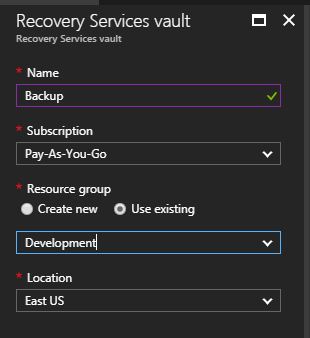 Recovery Services vault
Recovery Services vault
* Name
Backup
* Subscription
Pay-As-You-Go
* Resource group
Create new Use existing
Development
* Location
East US